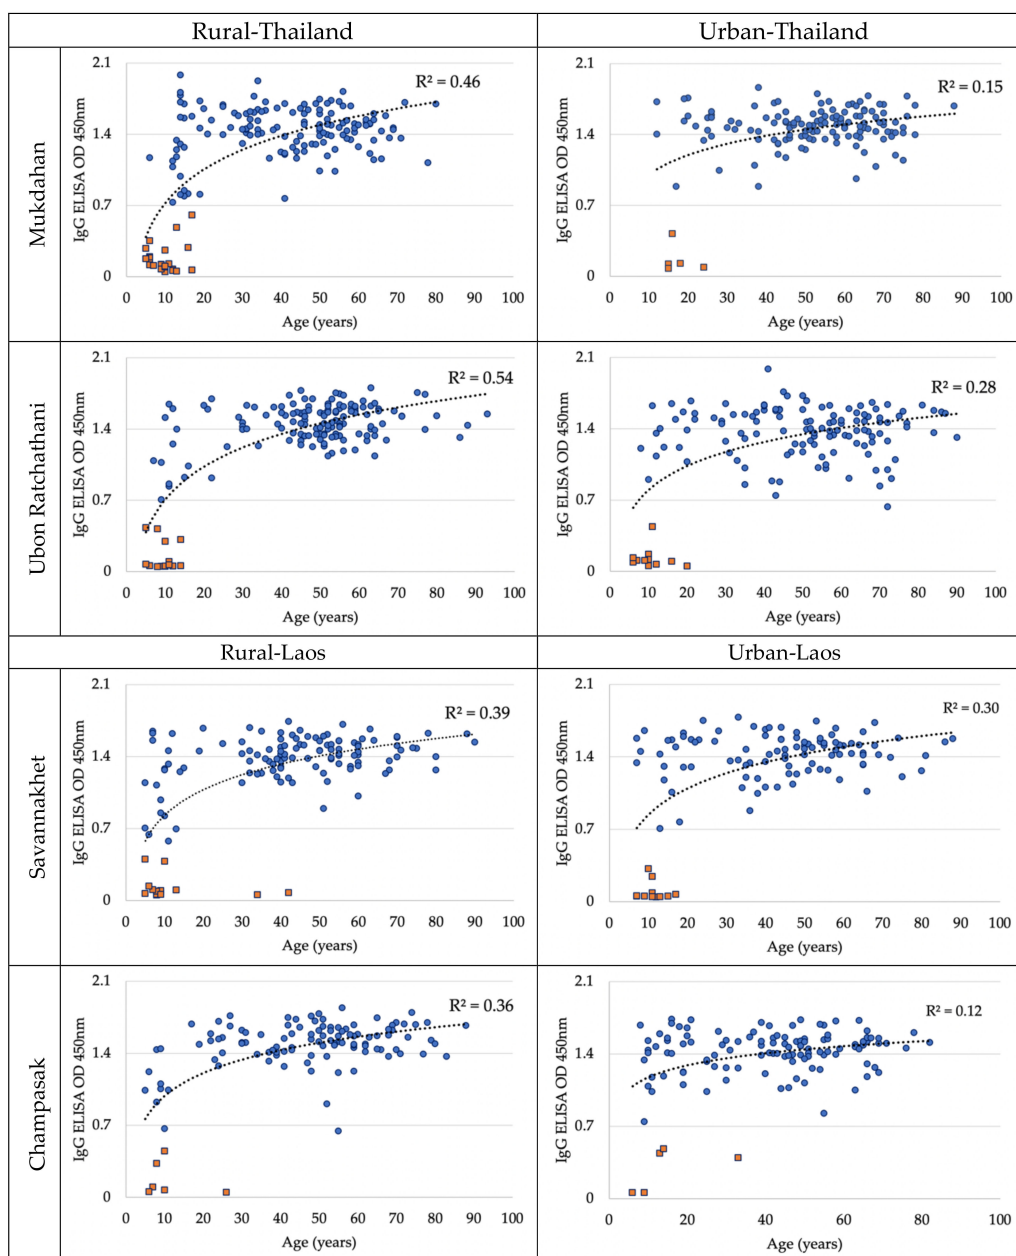 Rural-Thailand Urban-Thailand
Mukdahan
IgG ELISA OD 450nm
2.1
1.4
0.7
0
R² = 0.46
0 10 20 30 40 50 60 70 80 90 100
Age (years)
IgG ELISA OD 450nm
2.1
1.4
0.7
0
R² = 0.15
0 10 20 30 40 50 60 70 80 90 100
Age (years)
Ubon Ratchathani
IgG ELISA OD 450nm
2.1
1.4
0.7
0
R² = 0.54
0 10 20 30 40 50 60 70 80 90 100
Age (years)
IgG ELISA OD 450nm
2.1
1.4
0.7
0
R² = 0.28
0 10 20 30 40 50 60 70 80 90 100
Age (years)
Rural-Laos Urban-Laos
Savannakhet
IgG ELISA OD 450nm
2.1
1.4
0.7
0
R² = 0.39
0 10 20 30 40 50 60 70 80 90 100
Age (years)
IgG ELISA OD 450nm
2.1
1.4
0.7
0
R² = 0.30
0 10 20 30 40 50 60 70 80 90 100
Age (years)
Champasak
IgG ELISA OD 450nm
2.1
1.4
0.7
0
R² = 0.36
0 10 20 30 40 50 60 70 80 90 100
Age (years)
IgG ELISA OD 450nm
2.1
1.4
0.7
0
R² = 0.12
0 20 40 60 80 100
Age (years)